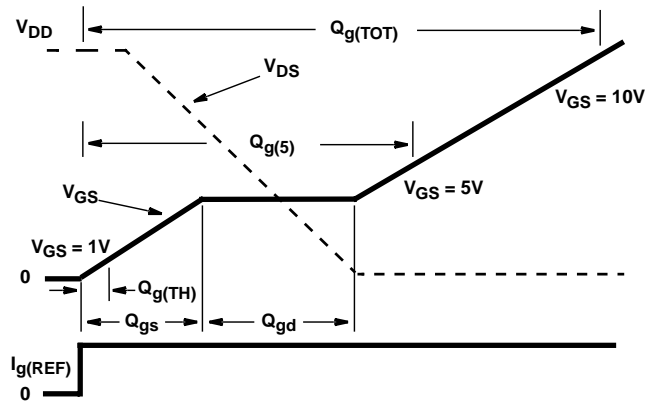 V_DD
Q_g(TOT)
V_DS
V_GS = 10V
Q_g(5)
V_GS
V_GS = 5V
V_GS = 1V
0
Q_g(TH)
Q_gs
Q_gd
I_g(REF)
0